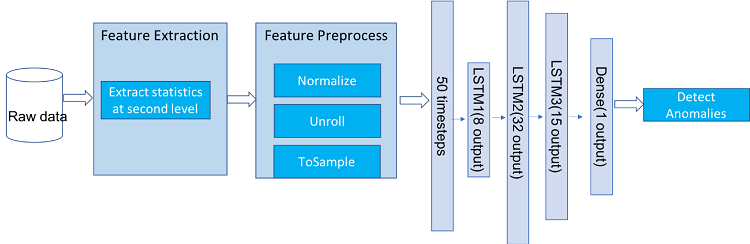 Raw data
Feature Extraction
Extract statistics
at second level
Feature Preprocess
Normalize
Unroll
ToSample
50 timesteps
LSTM1(8 output)
LSTM2(32 output)
LSTM3(15 output)
Dense(1 output)
Detect
Anomalies